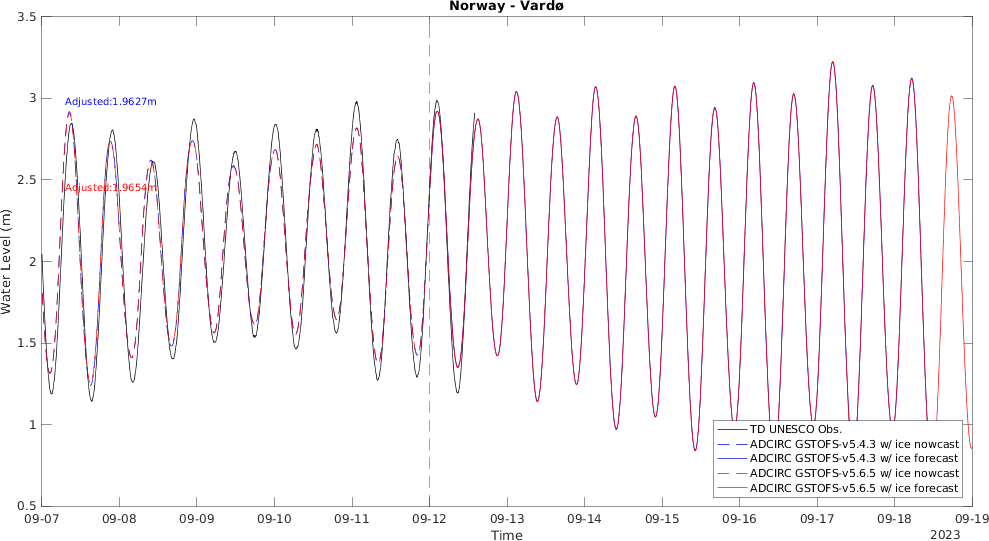 Norway - Vardø
3.5
3
2.5
2
1.5
1
0.5
Water Level (m)
Adjusted:1.9627m
Adjusted:1.9654m
TD UNESCO Obs.
ADCIRC GSTOFS-v5.4.3 w/ ice nowcast
ADCIRC GSTOFS-v5.4.3 w/ ice forecast
ADCIRC GSTOFS-v5.6.5 w/ ice nowcast
ADCIRC GSTOFS-v5.6.5 w/ ice forecast
09-07 09-08 09-09 09-10 09-11 09-12 09-13 09-14 09-15 09-16 09-17 09-18 09-19
Time
2023